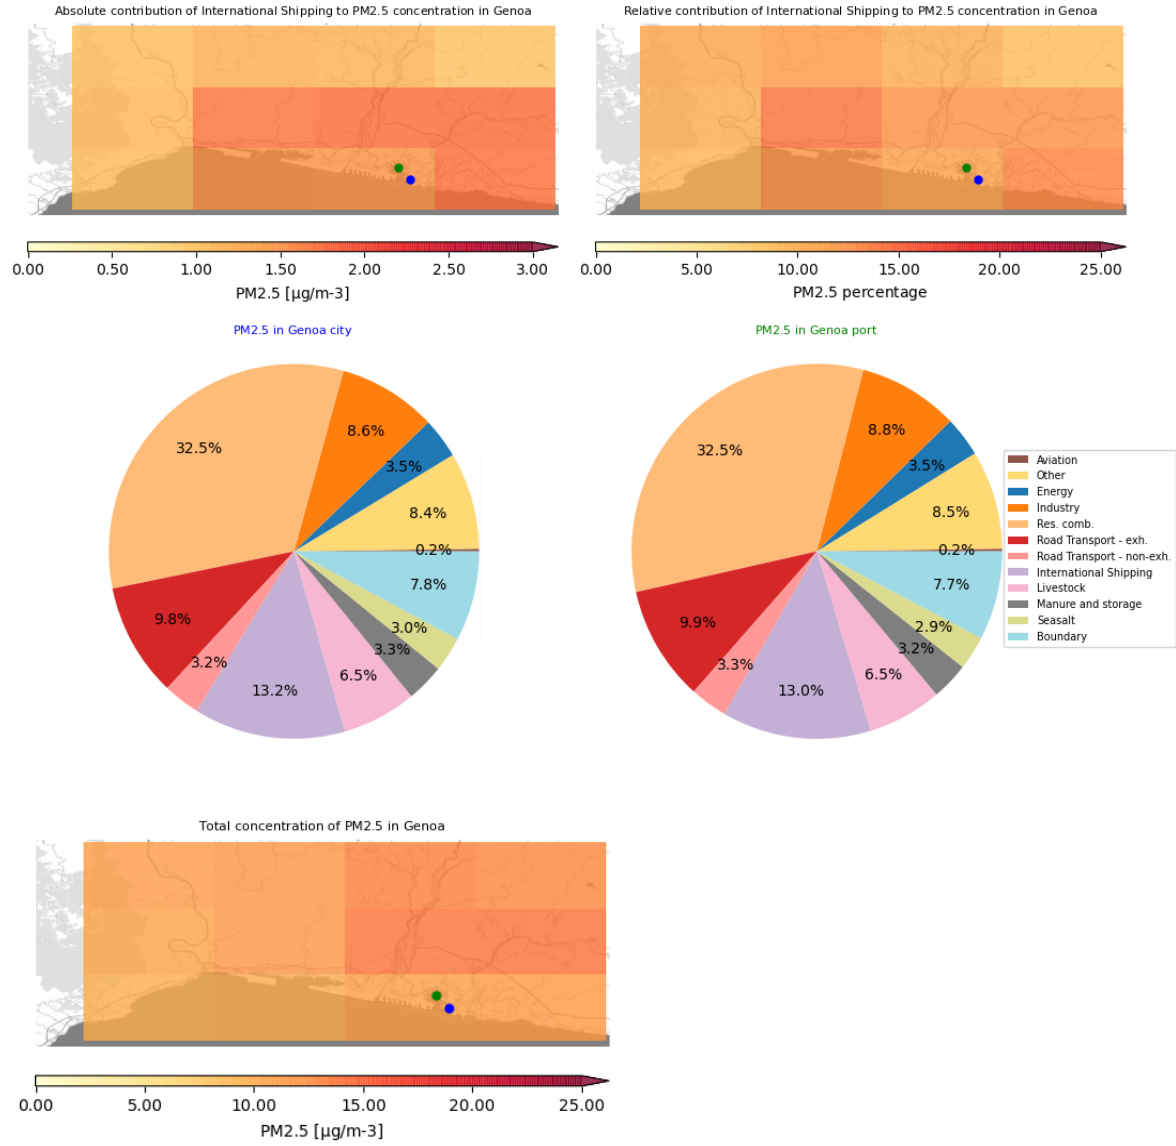 Absolute contribution of International Shipping to PM2.5 concentration in Genoa
Relative contribution of International Shipping to PM2.5 concentration in Genoa
0.00 0.50 1.00 1.50 2.00 2.50 3.00
PM2.5 [µg/m-3]
0.00 5.00 10.00 15.00 20.00 25.00
PM2.5 percentage
PM2.5 in Genoa city
8.6%
32.5%
3.5%
8.4%
0.2%
7.8%
9.8%
3.0%
3.3%
3.2%
6.5%
13.2%
PM2.5 in Genoa port
8.8%
32.5%
3.5%
8.5%
0.2%
7.7%
9.9%
2.9%
3.2%
3.3%
6.5%
13.0%
Aviation
Other
Energy
Industry
Res. comb.
Road Transport - exh.
Road Transport - non-exh.
International Shipping
Livestock
Manure and storage
Seasalt
Boundary
Total concentration of PM2.5 in Genoa
0.00 5.00 10.00 15.00 20.00 25.00
PM2.5 [µg/m-3]